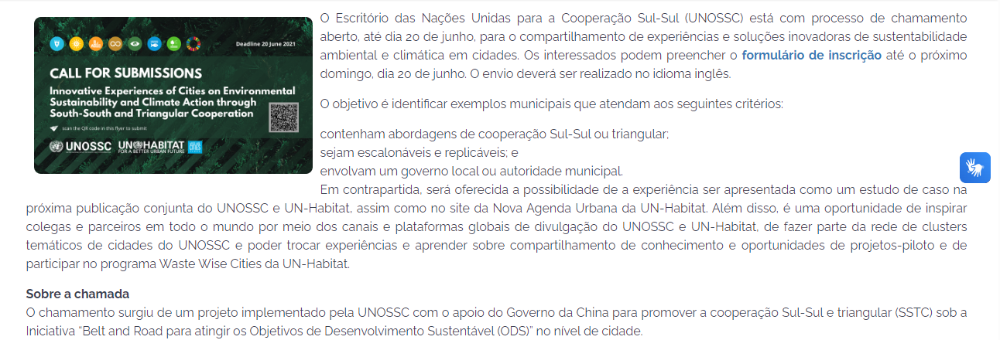 Deadline 20 June 2021
CALL FOR SUBMISSIONS
Innovative Experiences of Cities on Environmental
Sustainability and Climate Action through
South-South and Triangular Cooperation
scan the QR code in this flyer to submit
UNOSSC UN HABITAT
FOR A BETTER URBAN FUTURE
O Escritório das Nações Unidas para a Cooperação Sul-Sul (UNOSSC) está com processo de chamamento
aberto, até dia 20 de junho, para o compartilhamento de experiências e soluções inovadoras de sustentabilidade
ambiental e climática em cidades. Os interessados podem preencher o formulário de inscrição até o próximo
domingo, dia 20 de junho. O envio deverá ser realizado no idioma inglês.
O objetivo é identificar exemplos municipais que atendam aos seguintes critérios:
contenham abordagens de cooperação Sul-Sul ou triangular;
sejam escalonáveis e replicáveis; e
envolvam um governo local ou autoridade municipal.
Em contrapartida, será oferecida a possibilidade de a experiência ser apresentada como um estudo de caso na
próxima publicação conjunta do UNOSSC e UN-Habitat, assim como no site da Nova Agenda Urbana da UN-Habitat. Além disso, é uma oportunidade de inspirar
colegas e parceiros em todo o mundo por meio dos canais e plataformas globais de divulgação do UNOSSC e UN-Habitat, de fazer parte da rede de clusters
temáticos de cidades do UNOSSC e poder trocar experiências e aprender sobre compartilhamento de conhecimento e oportunidades de projetos-piloto e de
participar no programa Waste Wise Cities da UN-Habitat.
Sobre a chamada
O chamamento surgiu de um projeto implementado pela UNOSSC com o apoio do Governo da China para promover a cooperação Sul-Sul e triangular (SSTC) sob a
Iniciativa “Belt and Road para atingir os Objetivos de Desenvolvimento Sustentável (ODS)” no nível de cidade.